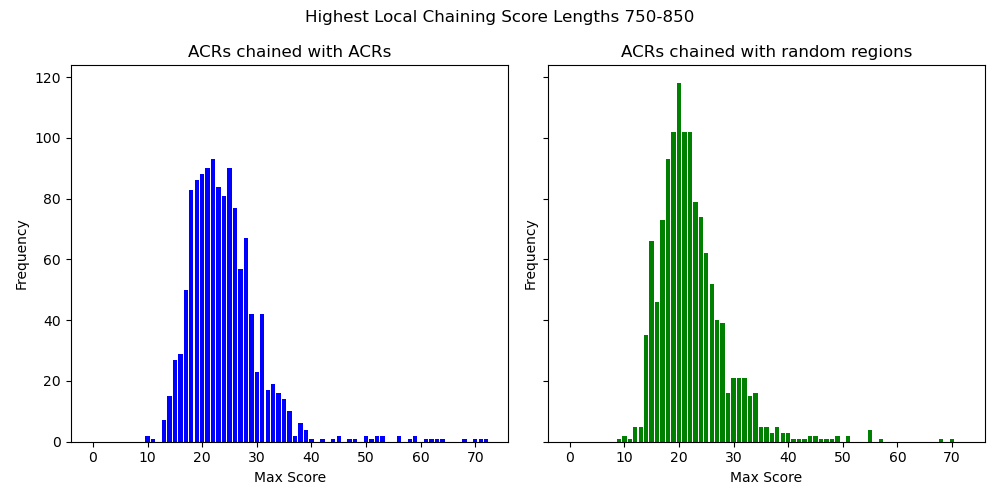 Highest Local Chaining Score Lengths 750-850
ACRs chained with ACRs
ACRs chained with random regions
120
100
80
60
40
20
0
Frequency
Frequency
0 10 20 30 40 50 60 70
0 10 20 30 40 50 60 70
Max Score
Max Score